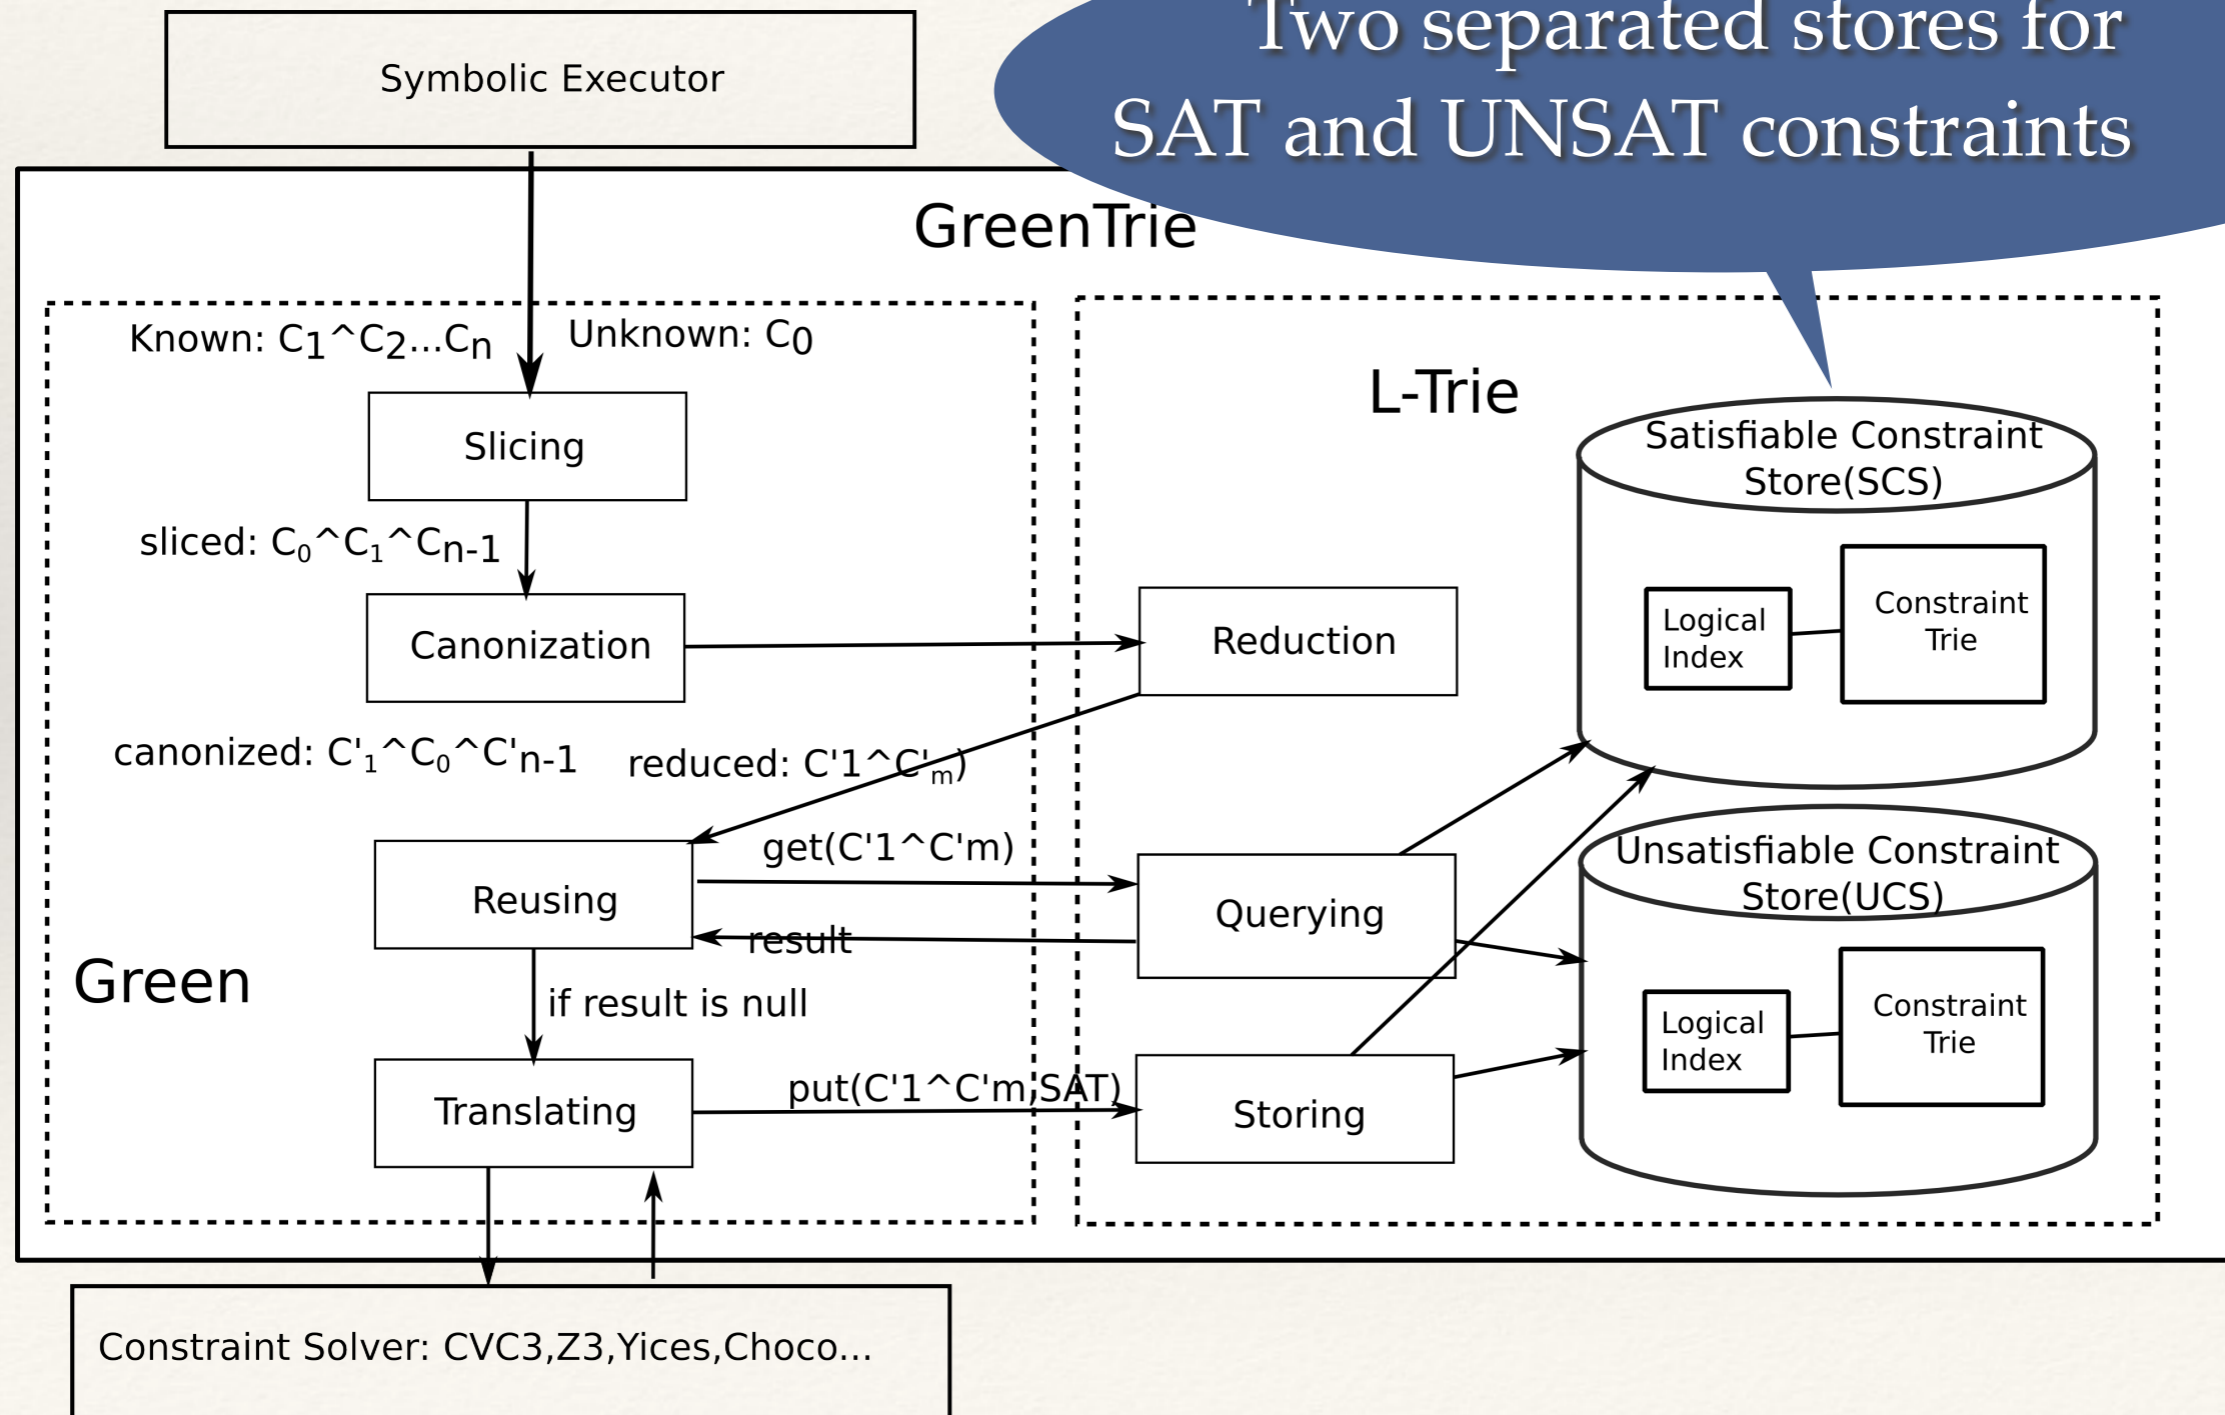 Two separated stores for
SAT and UNSAT constraints
Symbolic Executor
GreenTrie
Known: C1^C2...Cn
Unknown: C0
L-Trie
Slicing
Satisfiable Constraint
Store(SCS)
sliced: C0^C1^Cn-1
Canonization
Reduction
Logical
Index
Constraint
Trie
canonized: C'1^C0^C'n-1
reduced: C'1^C'm)
get(C'1^C'm)
Reusing
Querying
Unsatisfiable Constraint
Store(UCS)
result
Green
if result is null
Logical
Index
Constraint
Trie
Translating
put(C'1^C'm,SAT)
Storing
Constraint Solver: CVC3,Z3,Yices,Choco...